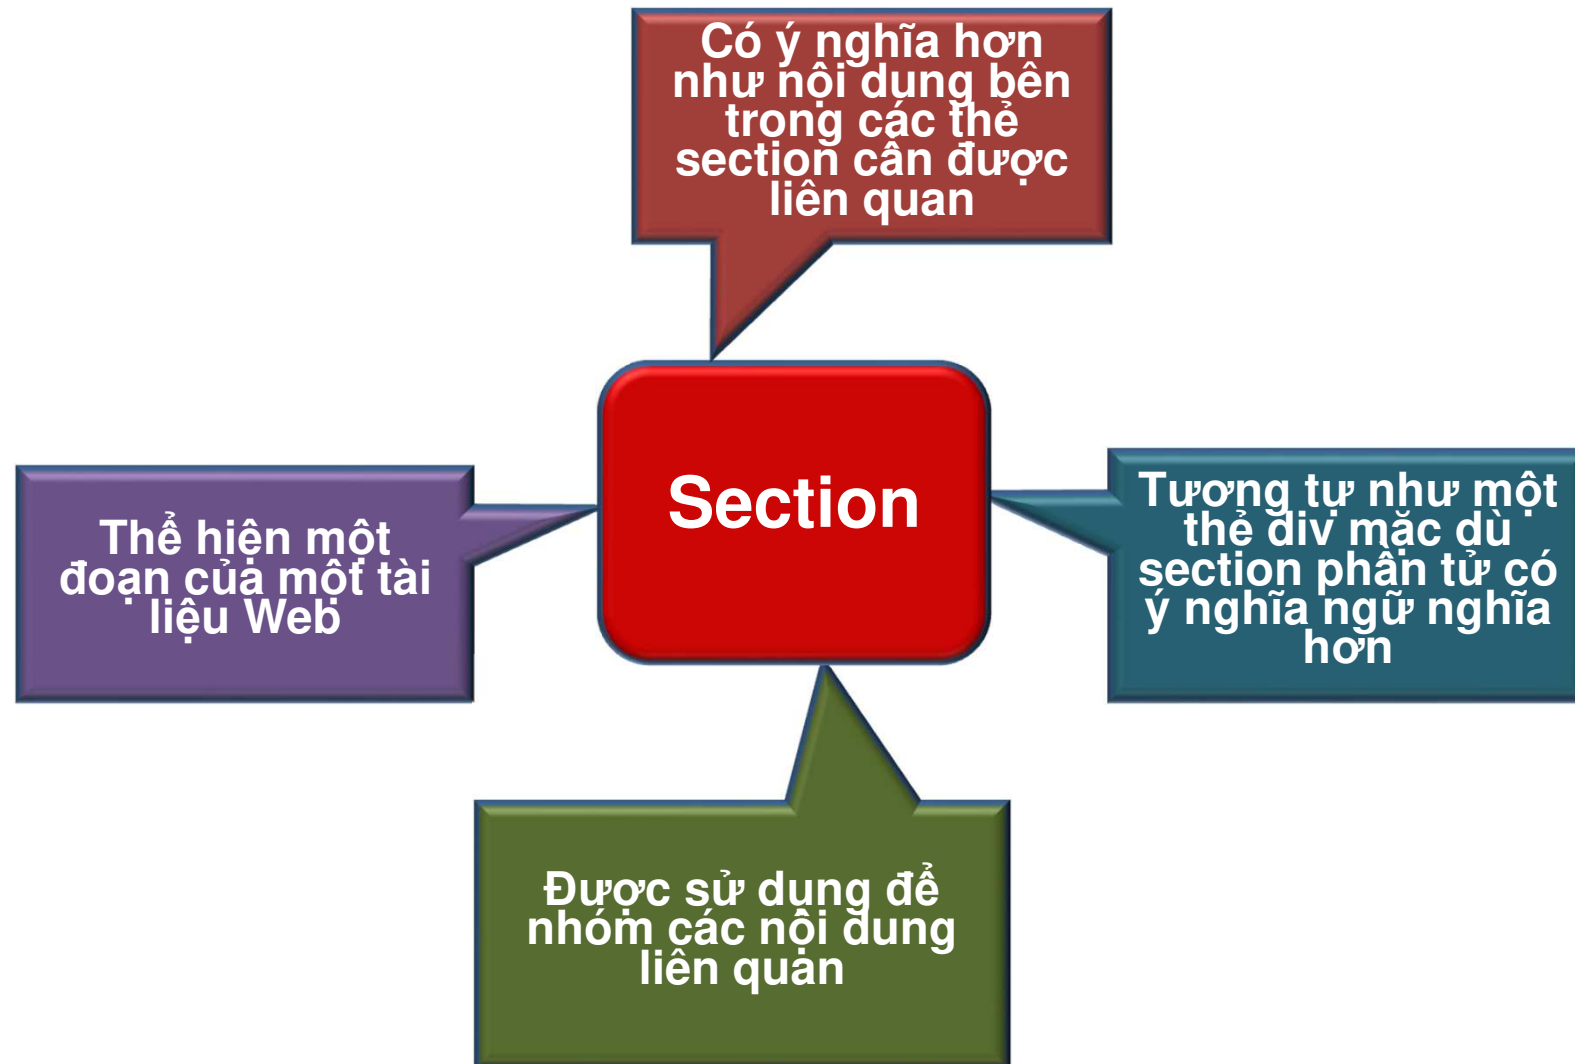 Có ý nghĩa hơn
như nội dung bên
trong các thẻ
section cần được
liên quan
Section
Thể hiện một
đoạn của một tài
liệu Web
Tương tự như một
thẻ div mặc dù
section phần tử có
ý nghĩa ngữ nghĩa
hơn
Được sử dụng để
nhóm các nội dung
liên quan